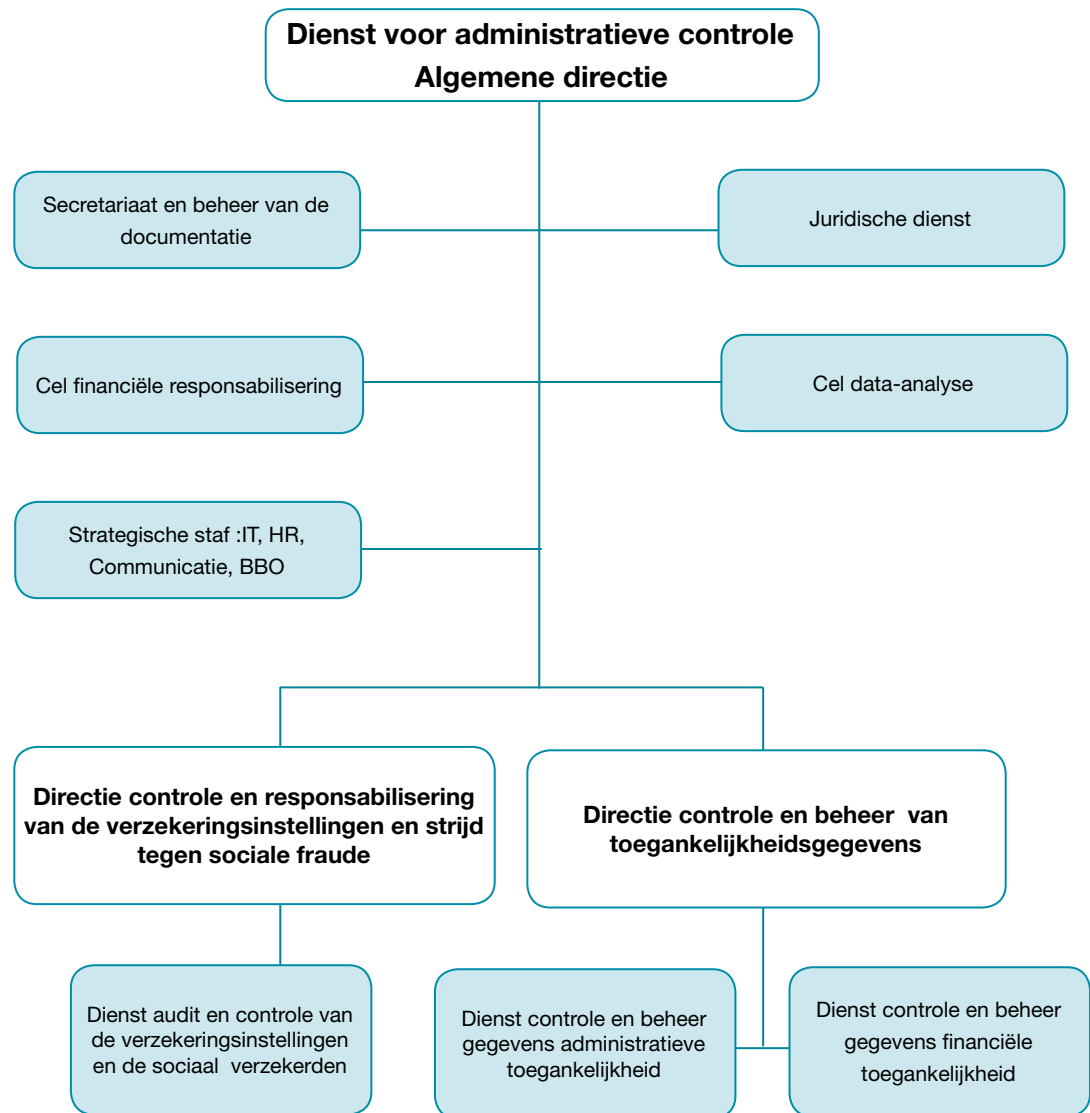 Dienst voor administratieve controle
Algemene directie
Secretariaat en beheer van de
documentatie
Juridische dienst
Cel financiële responsabilisering
Cel data-analyse
Strategische staf :IT, HR,
Communicatie, BBO
Directie controle en responsabilisering
van de verzekeringsinstellingen en strijd
tegen sociale fraude
Directie controle en beheer  van
toegankelijkheidsgegevens
Dienst audit en controle van
de verzekeringsinstellingen
en de sociaal  verzekerden
Dienst controle en beheer
gegevens administratieve
toegankelijkheid
Dienst controle en beheer
gegevens financiële
toegankelijkheid